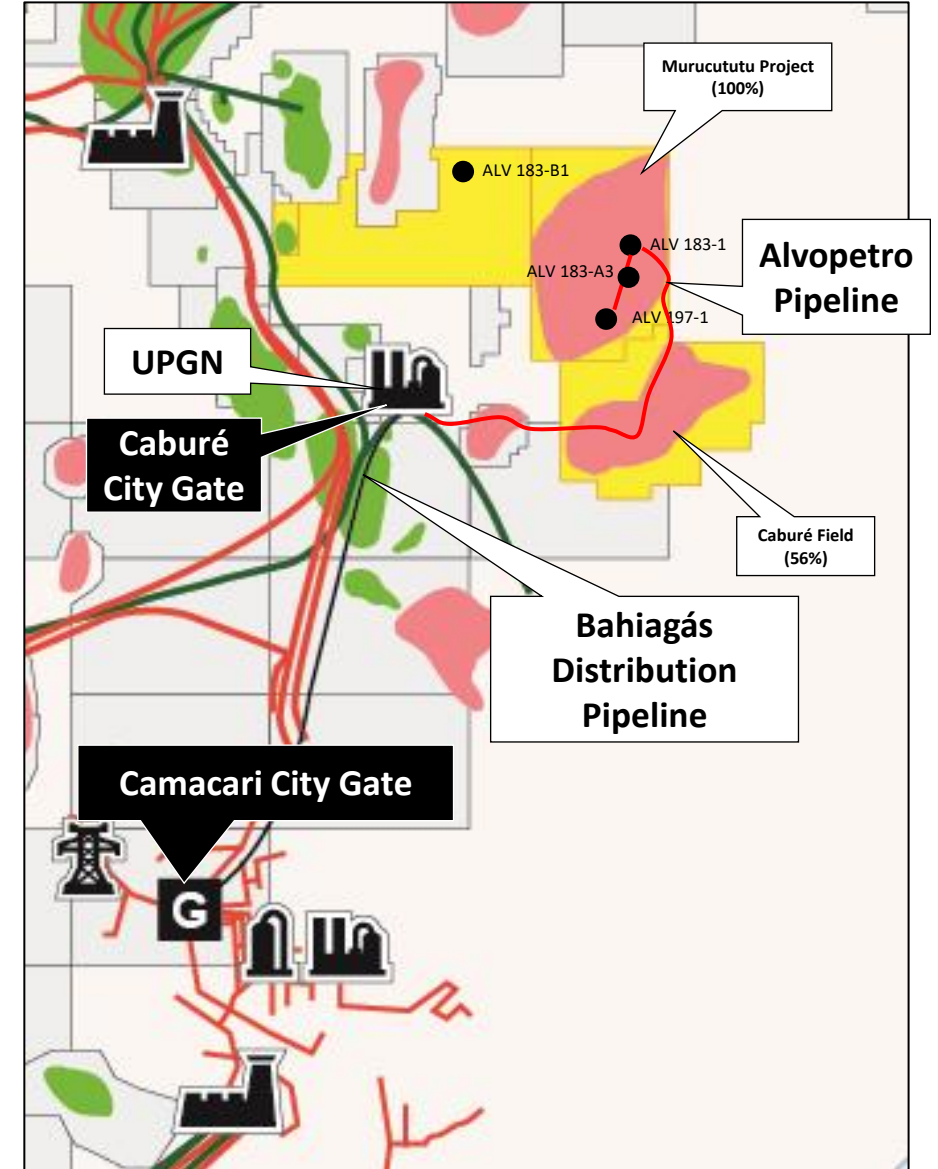 Murucututu Project
(100%)
ALV 183-B1
ALV 183-1
Alvopetro
Pipeline
ALV 183-A3
ALV 197-1
UPGN
Caburé
City Gate
Caburé Field
(56%)
Bahiagás
Distribution
Pipeline
Camacari City Gate
G